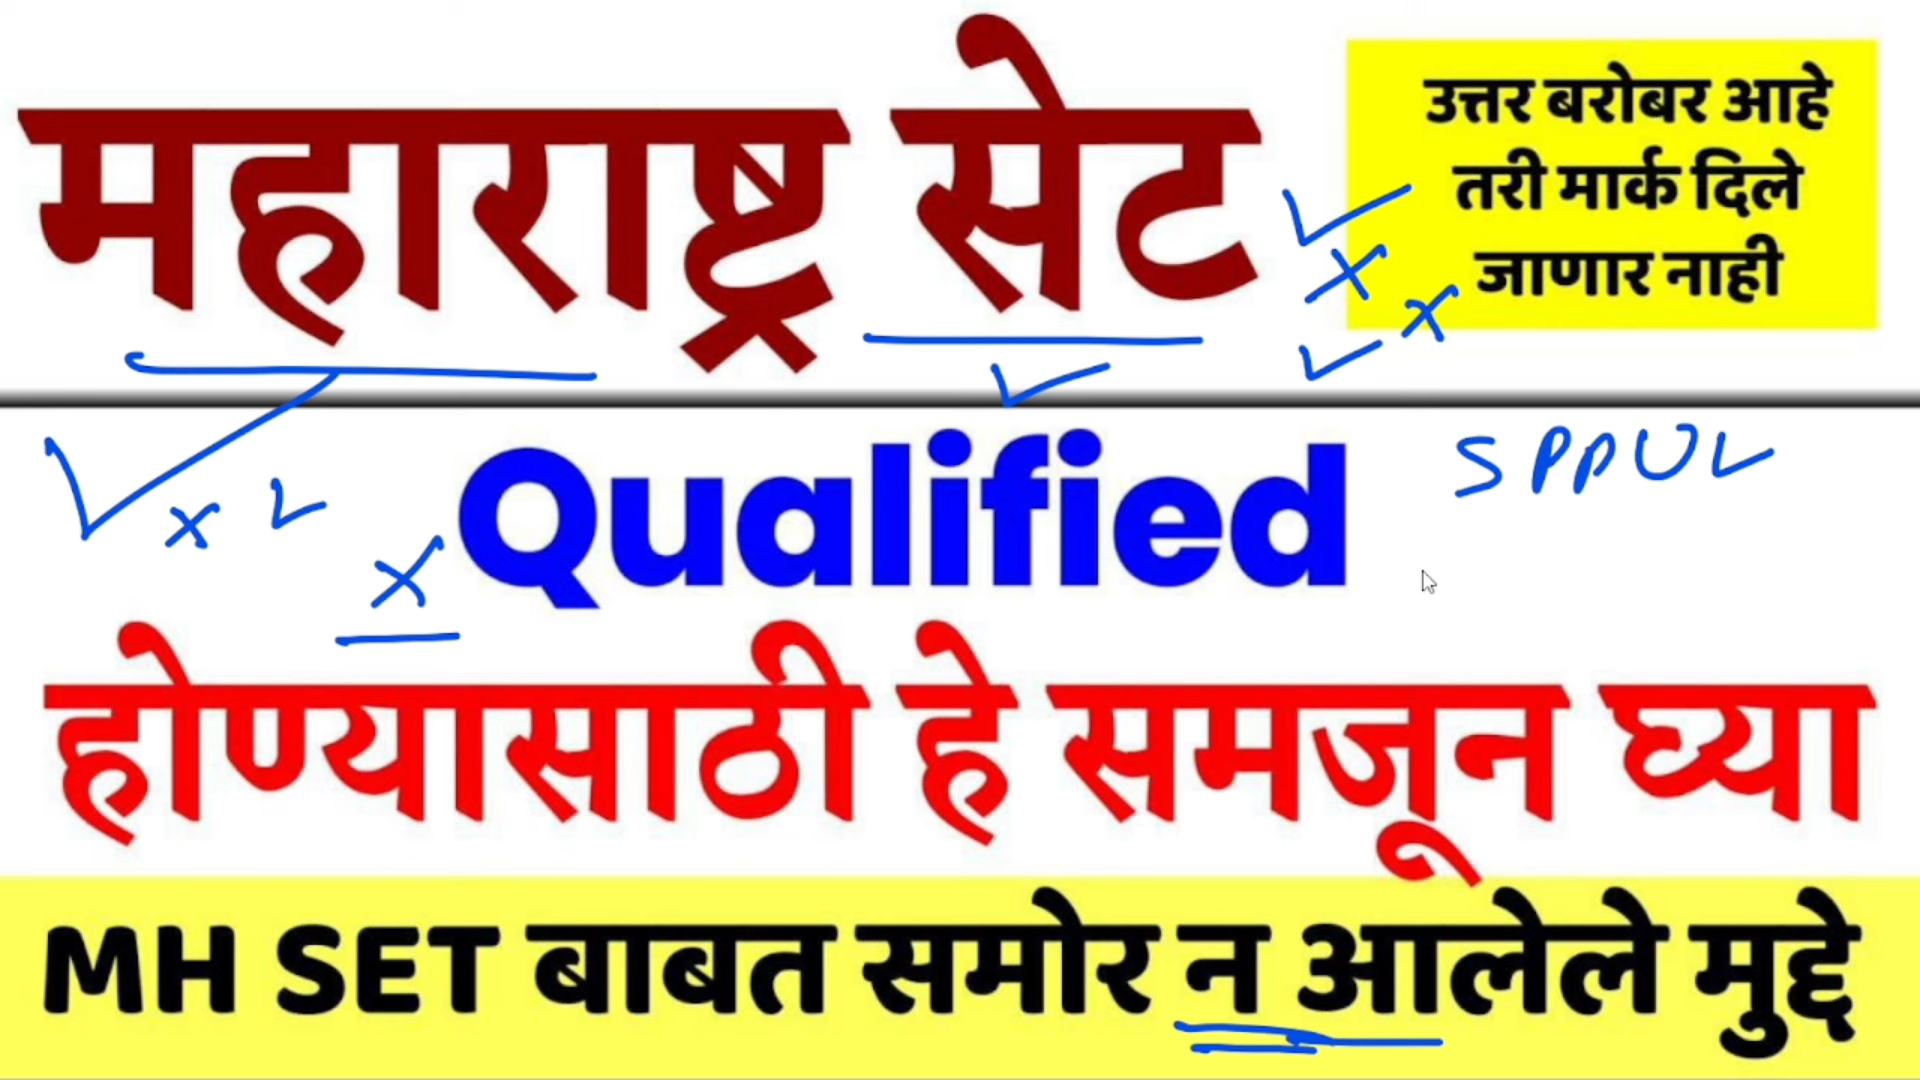 महाराष्ट्र सेट
उत्तर बरोबर आहे
तरी मार्क दिले
जाणार नाही
SPPU
Qualified
होण्यासाठी हे समजून घ्या
MH SET बाबत समोर न आलेले मुद्दे